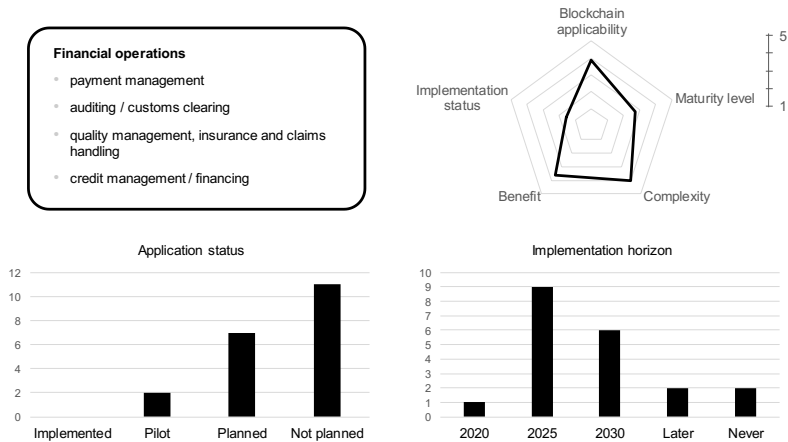 Financial operations
payment management
auditing / customs clearing
quality management, insurance and claims
handling
credit management / financing
Blockchain
applicability
5
1
Implementation
status
Maturity level
Benefit
Complexity
Application status
12
10
8
6
4
2
0
Implemented Pilot Planned Not planned
Implementation horizon
10
9
8
7
6
5
4
3
2
1
0
2020 2025 2030 Later Never